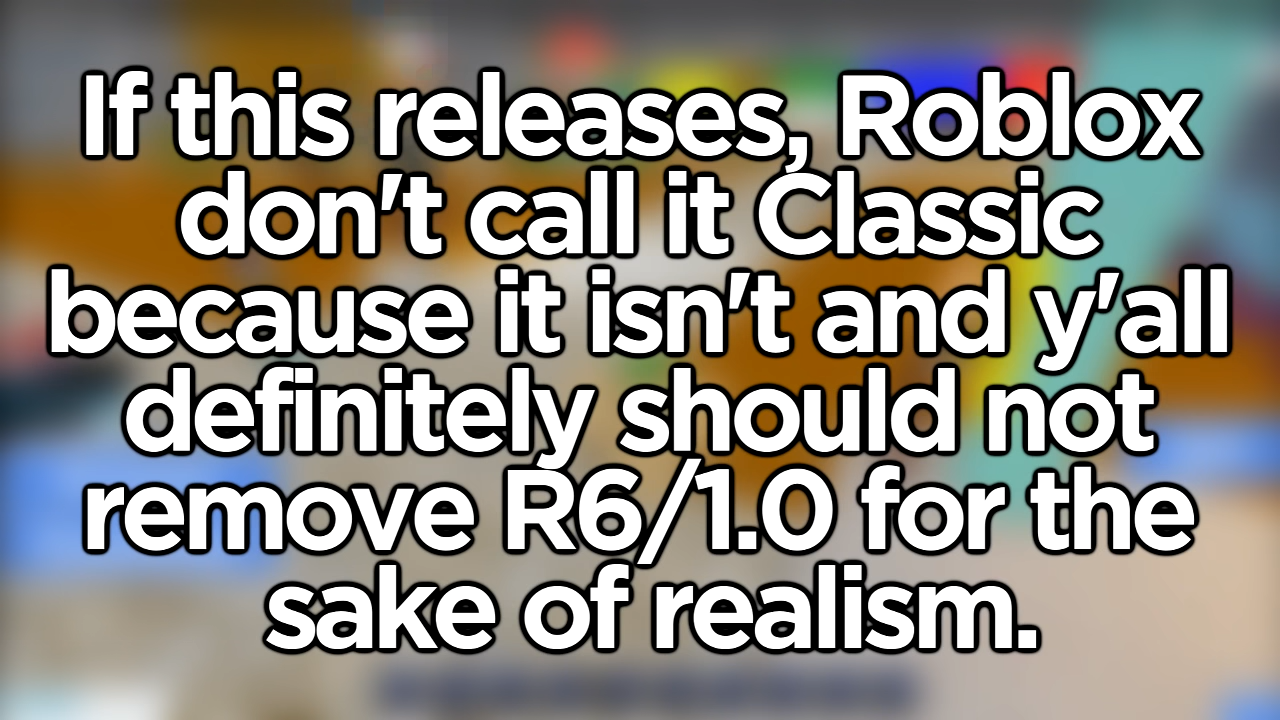 If this releases, Roblox
don't call it Classic
because it isn't and y'all
definitely should not
remove R6/1.0 for the
sake of realism.